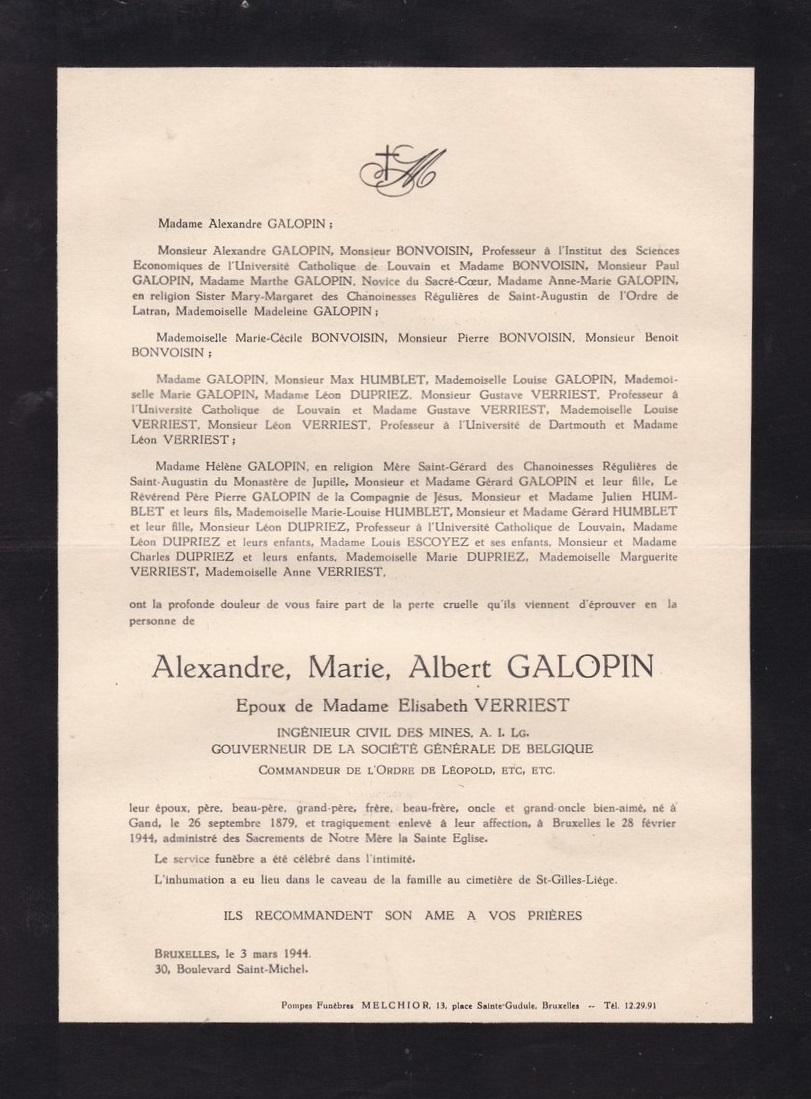 M
Madame Alexandre GALOPIN ;
Monsieur Alexandre GALOPIN, Monsieur BONVOISIN, Professeur à l'Institut des Sciences
Economiques de l'Université Catholique de Louvain et Madame BONVOISIN, Monsieur Paul
GALOPIN, Madame Marthe GALOPIN, Novice du Sacré-Cœur, Madame Anne-Marie GALOPIN,
en religion Sister Mary-Margaret des Chanoinesses Régulières de Saint-Augustin de l'Ordre de
Latran, Mademoiselle Madeleine GALOPIN ;
Mademoiselle Marie-Cécile BONVOISIN, Monsieur Pierre BONVOISIN, Monsieur Benoit
BONVOISIN ;
Madame GALOPIN, Monsieur Max HUMBLET, Mademoiselle Louise GALOPIN, Mademoi-
selle Marie GALOPIN, Madame Léon DUPRIEZ, Monsieur Gustave VERRIEST, Professeur à
l'Université Catholique de Louvain et Madame Gustave VERRIEST, Mademoiselle Louise
VERRIEST, Monsieur Léon VERRIEST, Professeur à l'Université de Dartmouth et Madame
Léon VERRIEST ;
Madame Hélène GALOPIN, en religion Mère Saint-Gérard des Chanoinesses Régulières de
Saint-Augustin du Monastère de Jupille, Monsieur et Madame Gérard GALOPIN et leur fille, Le
Révérend Père Pierre GALOPIN de la Compagnie de Jésus, Monsieur et Madame Julien HUM-
BLET et leurs fils, Mademoiselle Marie-Louise HUMBLET, Monsieur et Madame Gérard HUMBLET
et leur fille, Monsieur Léon DUPRIEZ, Professeur à l'Université Catholique de Louvain, Madame
Léon DUPRIEZ et leurs enfants, Madame Louis ESCOYEZ et ses enfants, Monsieur et Madame
Charles DUPRIEZ et leurs enfants, Mademoiselle Marie DUPRIEZ, Mademoiselle Marguerite
VERRIEST, Mademoiselle Anne VERRIEST,
ont la profonde douleur de vous faire part de la perte cruelle qu'ils viennent d'éprouver en la
personne de
Alexandre, Marie, Albert GALOPIN
Epoux de Madame Elisabeth VERRIEST
INGÉNIEUR CIVIL DES MINES, A. I. LG.
GOUVERNEUR DE LA SOCIÉTÉ GÉNÉRALE DE BELGIQUE
COMMANDEUR DE L'ORDRE DE LÉOPOLD, ETC, ETC.
leur époux, père, beau-père, grand-père, frère, beau-frère, oncle et grand-oncle bien-aimé, né à
Gand, le 26 septembre 1879, et tragiquement enlevé à leur affection, à Bruxelles le 28 février
1944, administré des Sacrements de Notre Mère la Sainte Eglise.
Le service funèbre a été célébré dans l'intimité.
L'inhumation a eu lieu dans le caveau de la famille au cimetière de St-Gilles-Liège.
ILS RECOMMANDENT SON AME A VOS PRIÈRES
BRUXELLES, le 3 mars 1944.
30, Boulevard Saint-Michel.
Pompes Funèbres MELCHIOR, 13, place Sainte-Gudule, Bruxelles -- Tél. 12.29.91